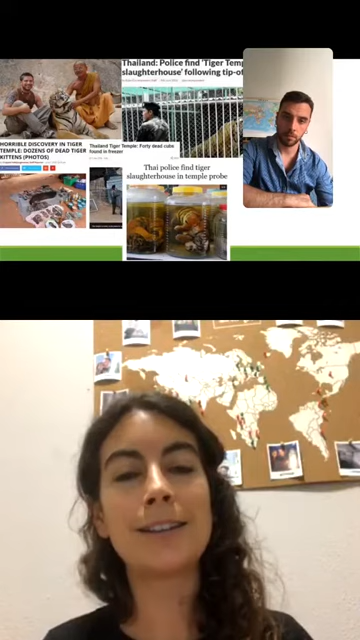 Thailand: Police find 'Tiger Temp
slaughterhouse' following tip-of
HORRIBLE DISCOVERY IN TIGER
TEMPLE: DOZENS OF DEAD TIGER
KITTENS (PHOTOS)
Thailand Tiger Temple: Forty dead cubs
found in freezer
Thai police find tiger
slaughterhouse in temple probe